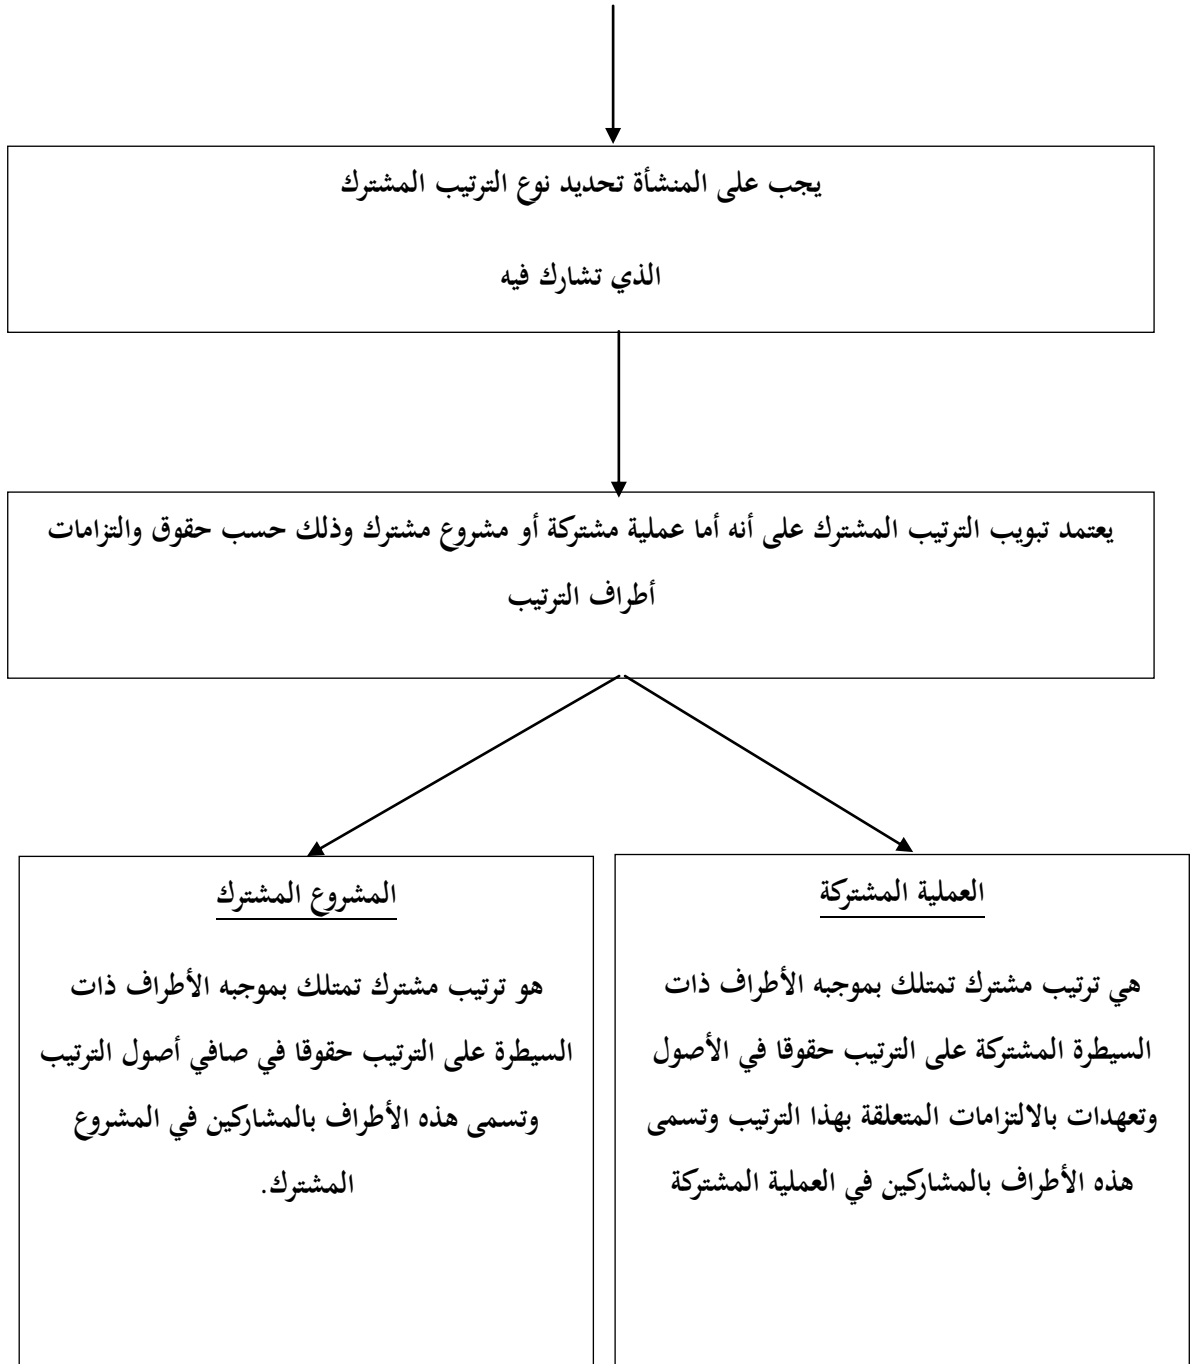 يجب على المنشأة تحديد نوع الترتيب المشترك
الذي تشارك فيه
يعتمد تبويب الترتيب المشترك على أنه أما عملية مشتركة أو مشروع مشترك وذلك حسب حقوق والتزامات
أطراف الترتيب
العملية المشتركة
هي ترتيب مشترك تمتلك بموجبه الأطراف ذات
السيطرة المشتركة على الترتيب حقوقا في الأصول
وتعهدات بالالتزامات المتعلقة بهذا الترتيب وتسمى
هذه الأطراف بالمشاركين في العملية المشتركة
المشروع المشترك
هو ترتيب مشترك تمتلك بموجبه الأطراف ذات
السيطرة على الترتيب حقوقا في صافي أصول الترتيب
وتسمى هذه الأطراف بالمشاركين في المشروع
المشترك.